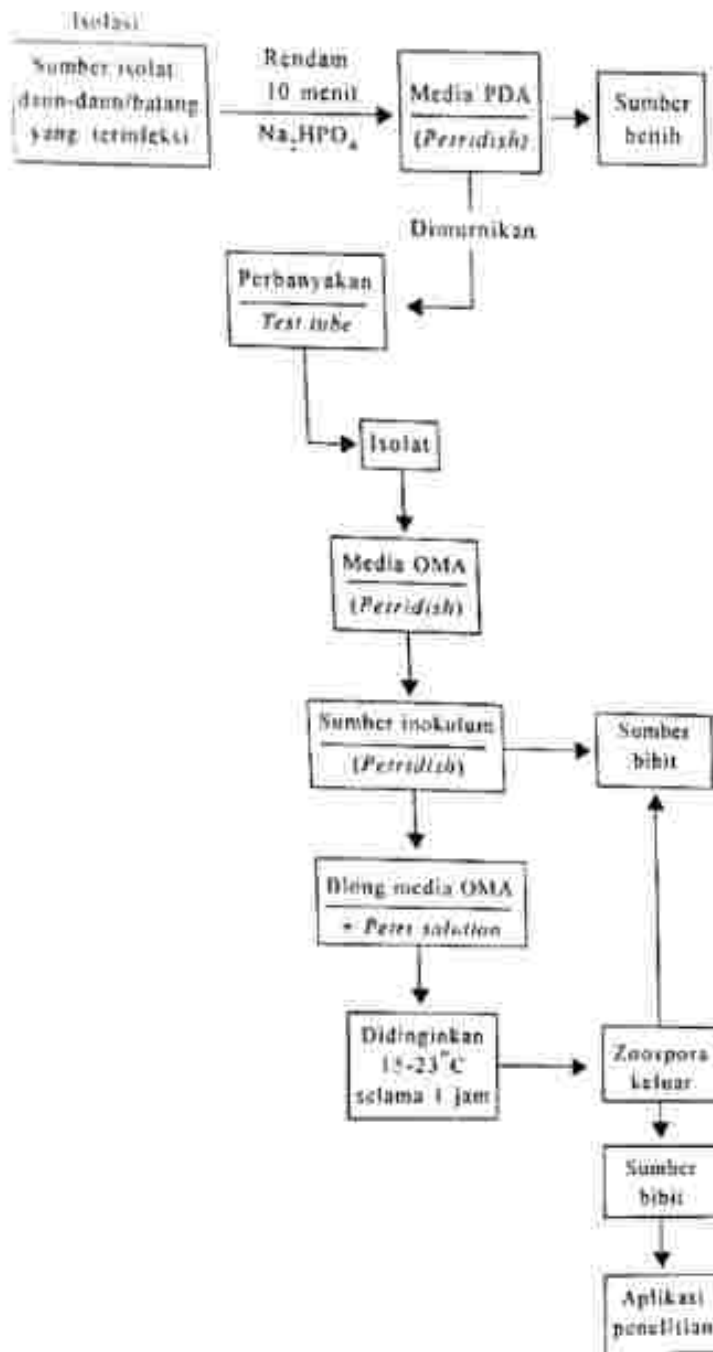 Isolasi
Sumber isolat
daun-daun/batang
yang terinfeksi
Rendam
10 menit
Na₂HPO₄
Media PDA
(Petridish)
Sumber
benih
Dimurnikan
Perbanyakan
Test tube
Isolat
Media OMA
(Petridish)
Sumber inokulum
(Petridish)
Sumber
bibit
Blong media OMA
+ Peter solution
Didinginkan
15-23°C
selama 1 jam
Zoospora
keluar
Sumber
bibit
Aplikasi
penelitian